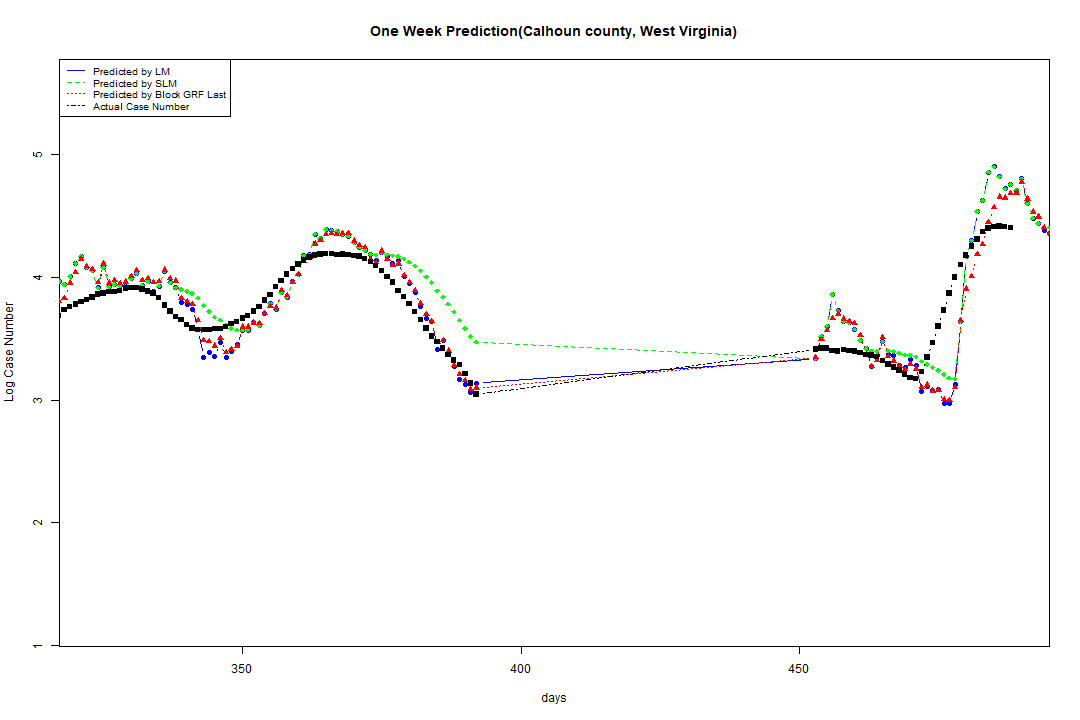 One Week Prediction(Calhoun county, West Virginia)
Predicted by LM
Predicted by SLM
Predicted by Block GRF Last
Actual Case Number
5
4
3
2
1
Log Case Number
350
400
450
days